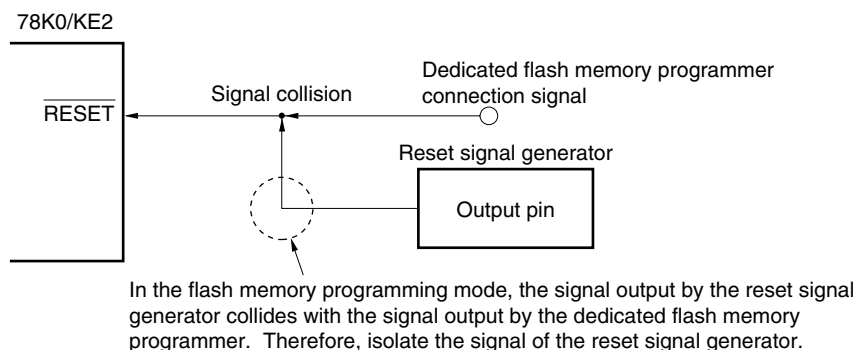 78K0/KE2
Dedicated flash memory programmer
connection signal
Signal collision
RESET
Reset signal generator
Output pin
In the flash memory programming mode, the signal output by the reset signal
generator collides with the signal output by the dedicated flash memory
programmer.  Therefore, isolate the signal of the reset signal generator.